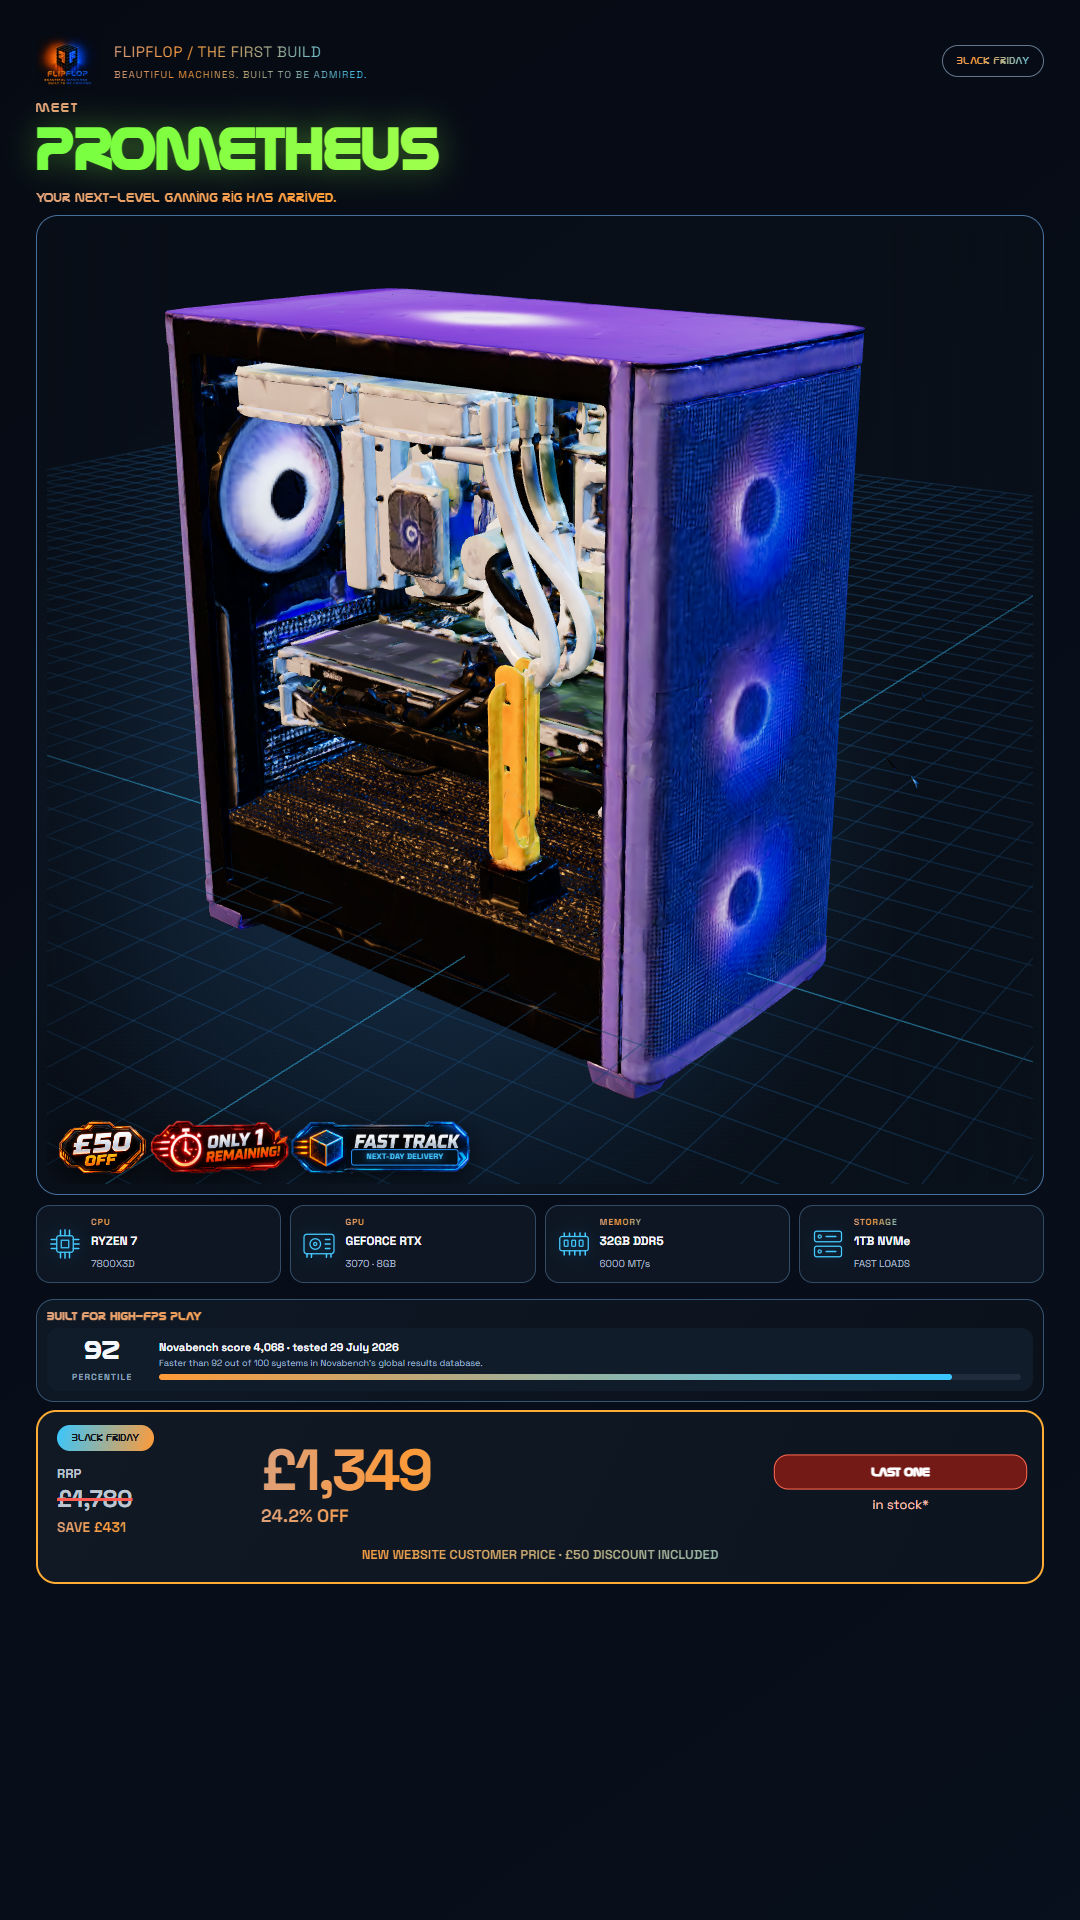 FLIPFLOP
FLIPFLOP / THE FIRST BUILD
BEAUTIFUL MACHINES. BUILT TO BE ADMIRED.
BLACK FRIDAY
MEET
PROMETHEUS
YOUR NEXT-LEVEL GAMING RIG HAS ARRIVED.
£50
OFF
ONLY 1
REMAINING!
FAST TRACK
NEXT-DAY DELIVERY
CPU
RYZEN 7
7800X3D
GPU
GEFORCE RTX
3070 · 8GB
MEMORY
32GB DDR5
6000 MT/s
STORAGE
1TB NVMe
FAST LOADS
BUILT FOR HIGH-FPS PLAY
92
PERCENTILE
Novabench score 4,068 · tested 29 July 2026
Faster than 92 out of 100 systems in Novabench's global results database.
BLACK FRIDAY
RRP
£1,780
SAVE £431
£1,349
24.2% OFF
LAST ONE
in stock*
NEW WEBSITE CUSTOMER PRICE · £50 DISCOUNT INCLUDED